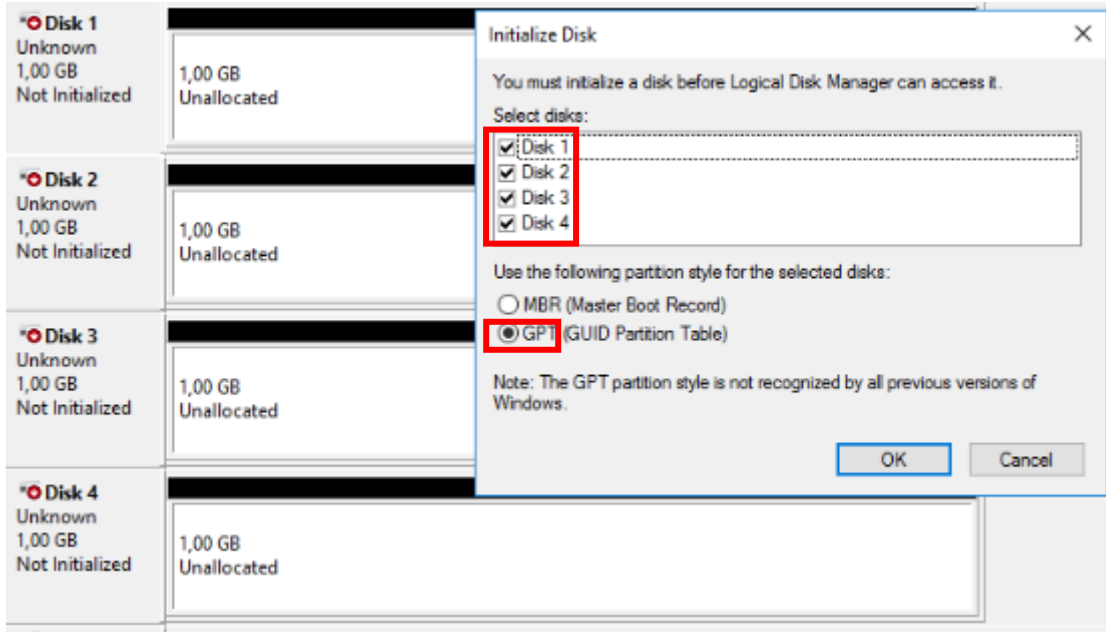 Disk 1
Unknown
1,00 GB
Not Initialized
1,00 GB
Unallocated
Disk 2
Unknown
1,00 GB
Not Initialized
1,00 GB
Unallocated
Disk 3
Unknown
1,00 GB
Not Initialized
1,00 GB
Unallocated
Disk 4
Unknown
1,00 GB
Not Initialized
1,00 GB
Unallocated
Initialize Disk
You must initialize a disk before Logical Disk Manager can access it.
Select disks:
Disk 1
Disk 2
Disk 3
Disk 4
Use the following partition style for the selected disks:
MBR (Master Boot Record)
GPT (GUID Partition Table)
Note: The GPT partition style is not recognized by all previous versions of
Windows.
OK
Cancel